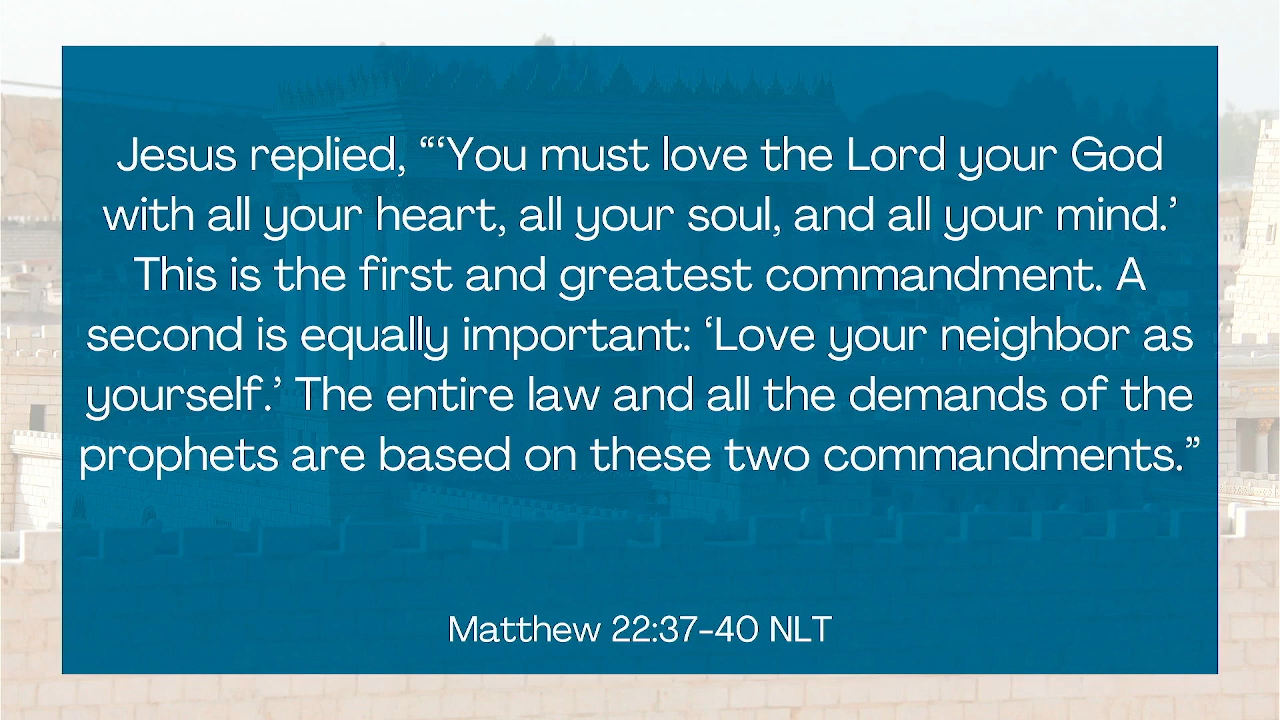 Jesus replied, “‘You must love the Lord your God
with all your heart, all your soul, and all your mind.’
This is the first and greatest commandment. A
second is equally important: ‘Love your neighbor as
yourself.’ The entire law and all the demands of the
prophets are based on these two commandments.”
Matthew 22:37-40 NLT